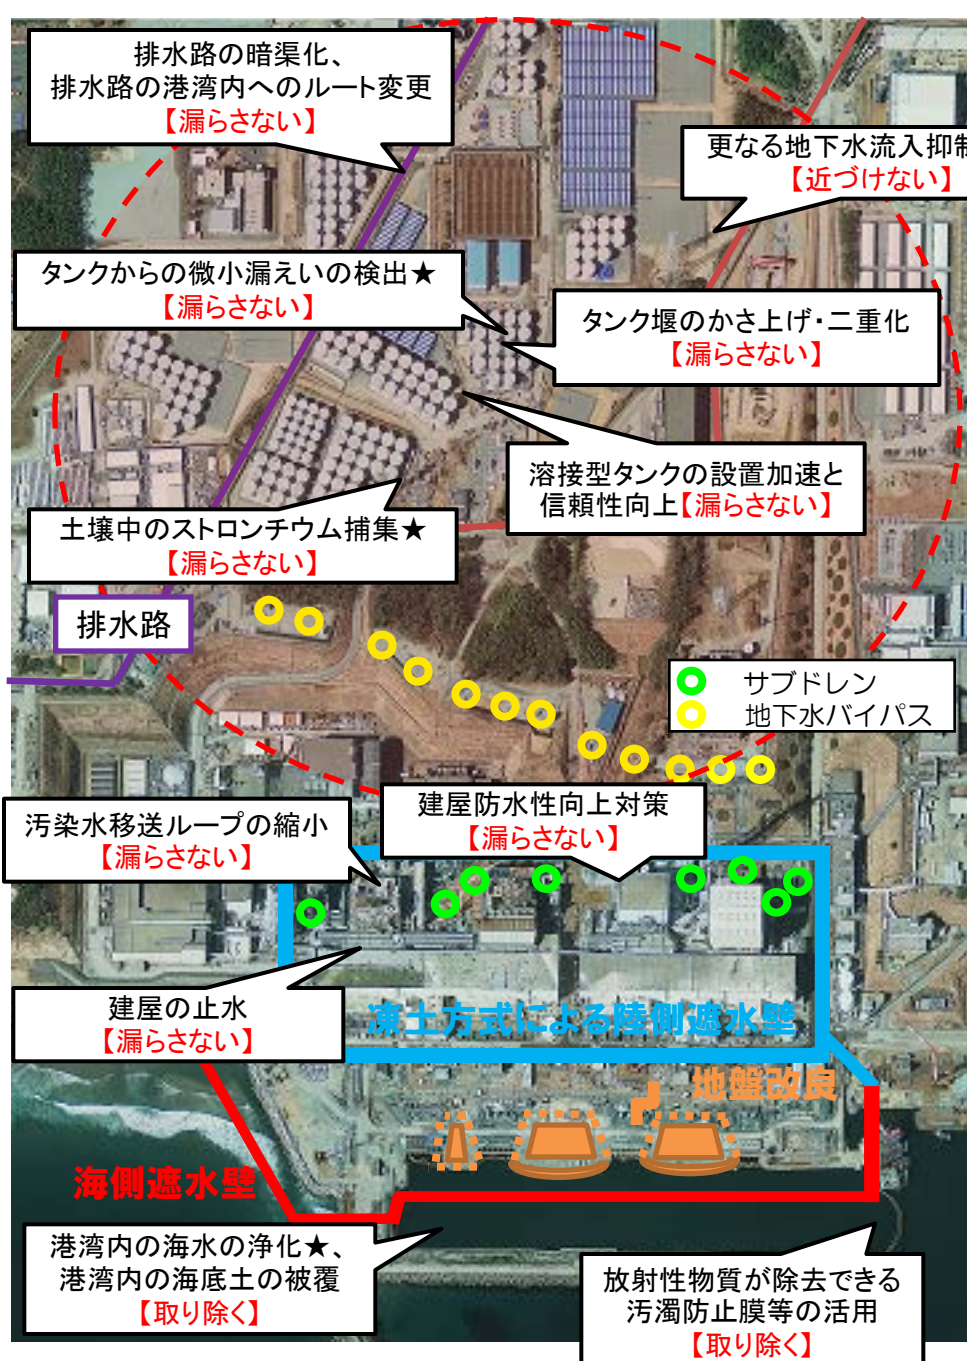 排水路の暗渠化、
排水路の港湾内へのルート変更
【漏らさない】
更なる地下水流入抑制
【近づけない】
タンクからの微小漏えいの検出★
【漏らさない】
タンク堰のかさ上げ・二重化
【漏らさない】
溶接型タンクの設置加速と
信頼性向上【漏らさない】
土壌中のストロンチウム捕集★
【漏らさない】
排水路
サブドレン
地下水バイパス
建屋防水性向上対策
【漏らさない】
汚染水移送ループの縮小
【漏らさない】
建屋の止水
【漏らさない】
凍土方式による陸側遮水壁
地盤改良
海側遮水壁
港湾内の海水の浄化★、
港湾内の海底土の被覆
【取り除く】
放射性物質が除去できる
汚濁防止膜等の活用
【取り除く】